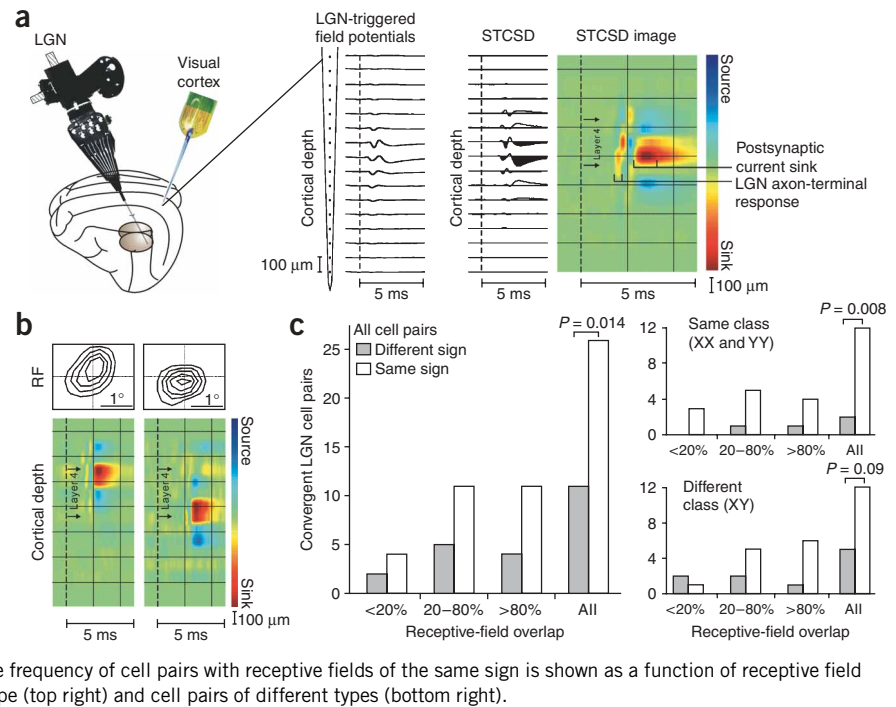 a
LGN
Visual
cortex
LGN-triggered
field potentials
STCSD
STCSD image
Cortical depth
100 μm
5 ms
Cortical depth
5 ms
Layer 4
5 ms
Source
Sink
100 μm
Postsynaptic
current sink
LGN axon-terminal
response
b
RF
1°
1°
Cortical depth
Layer 4
Layer 4
Source
Sink
100 μm
5 ms
5 ms
c
All cell pairs
Different sign
Same sign
P = 0.014
Convergent LGN cell pairs
25
20
15
10
5
0
<20% 20–80% >80% All
Receptive-field overlap
Same class
(XX and YY)
P = 0.008
12
8
4
0
<20% 20–80% >80% All
Different
class (XY)
P = 0.09
12
8
4
0
<20% 20–80% >80% All
Receptive-field overlap
e frequency of cell pairs with receptive fields of the same sign is shown as a function of receptive field
pe (top right) and cell pairs of different types (bottom right).